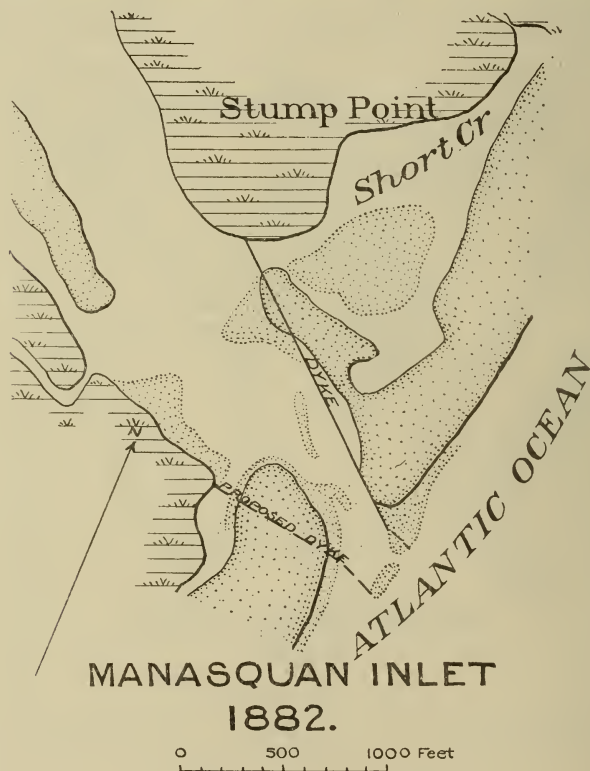 Stump Point
Short Cr
DYKE
N
PROPOSED DYKE
ATLANTIC OCEAN
MANASQUAN INLET
1882.
0 500 1000 Feet